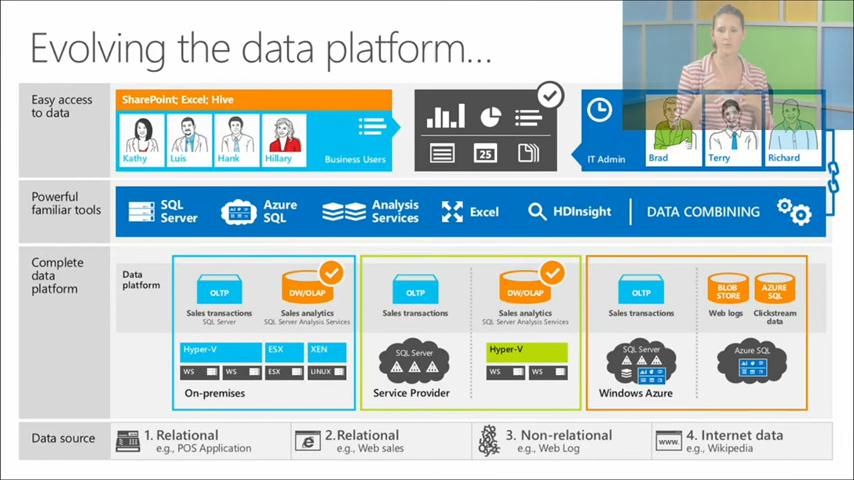 Evolving the data platform...
Easy access
to data
SharePoint; Excel; Hive
Kathy
Luis
Hank
Hillary
Business Users
25
IT Admin
Brad
Terry
Richard
Powerful
familiar tools
SQL
Server
Azure
SQL
Analysis
Services
Excel
HDInsight
DATA COMBINING
Complete
data
platform
Data
platform
OLTP
Sales transactions
SQL Server
DW/OLAP
Sales analytics
SQL Server Analysis Services
Hyper-V
ESX
XEN
WS
WS
ESX
LINUX
On-premises
OLTP
Sales transactions
DW/OLAP
Sales analytics
SQL Server Analysis Services
SQL Server
Hyper-V
WS
WS
Service Provider
OLTP
Sales transactions
BLOB
STORE
Web logs
AZURE
SQL
Clickstream
data
SQL Server
Azure SQL
Windows Azure
Data source
1. Relational
e.g., POS Application
2.Relational
e.g., Web sales
3. Non-relational
e.g., Web Log
www.
4. Internet data
e.g., Wikipedia